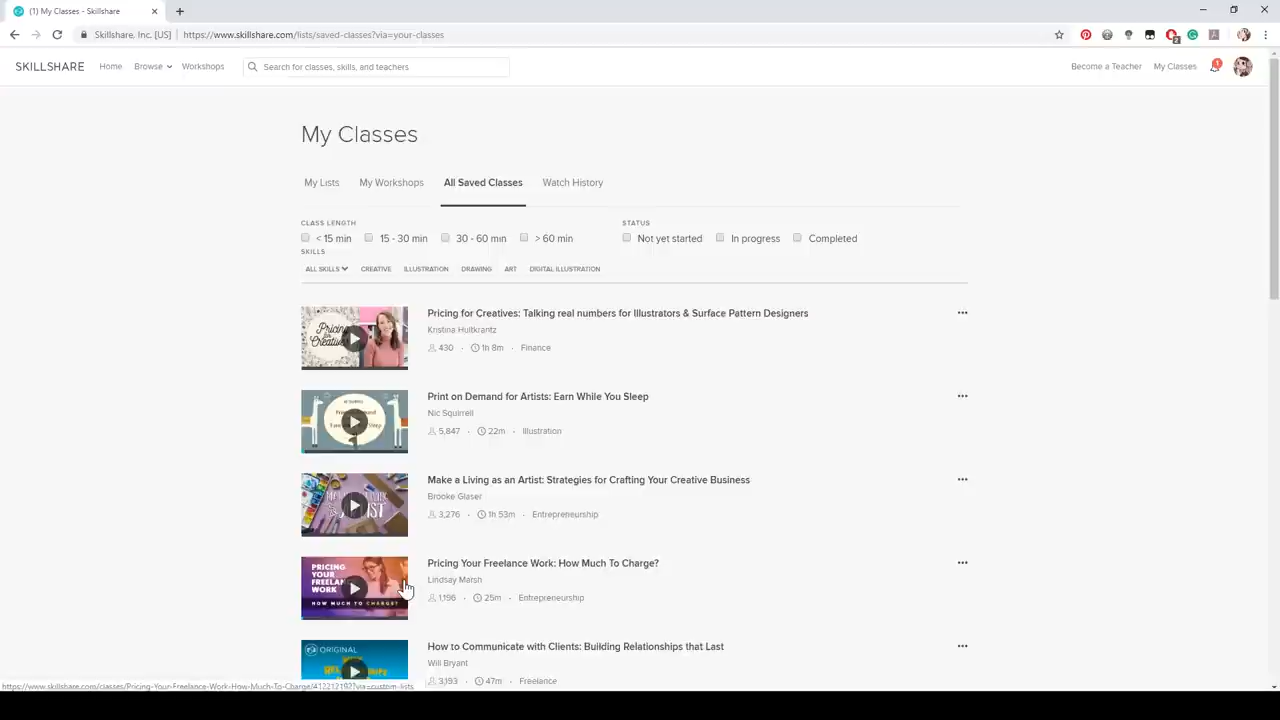 (1) My Classes - Skillshare
Skillshare, Inc. [US]
https://www.skillshare.com/lists/saved-classes?via=your-classes
SKILLSHARE Home Browse Workshops Search for classes, skills, and teachers Become a Teacher My Classes 1
My Classes
My Lists My Workshops All Saved Classes Watch History
CLASS LENGTH STATUS
< 15 min 15 - 30 min 30 - 60 min > 60 min Not yet started In progress Completed
SKILLS
ALL SKILLS CREATIVE ILLUSTRATION DRAWING ART DIGITAL ILLUSTRATION
Pricing for Creatives
Pricing for Creatives: Talking real numbers for Illustrators & Surface Pattern Designers
Kristina Hultkrantz
430 · 1h 8m · Finance
Print on Demand for Artists: Earn While You Sleep
Nic Squirrell
5,847 · 22m · Illustration
Make a Living as an Artist: Strategies for Crafting Your Creative Business
Brooke Glaser
3,276 · 1h 53m · Entrepreneurship
PRICING
YOUR
WORK
HOW MUCH TO CHARGE?
Pricing Your Freelance Work: How Much To Charge?
Lindsay Marsh
1,196 · 25m · Entrepreneurship
ORIGINAL
How to Communicate with Clients: Building Relationships that Last
Will Bryant
3,193 · 47m · Freelance